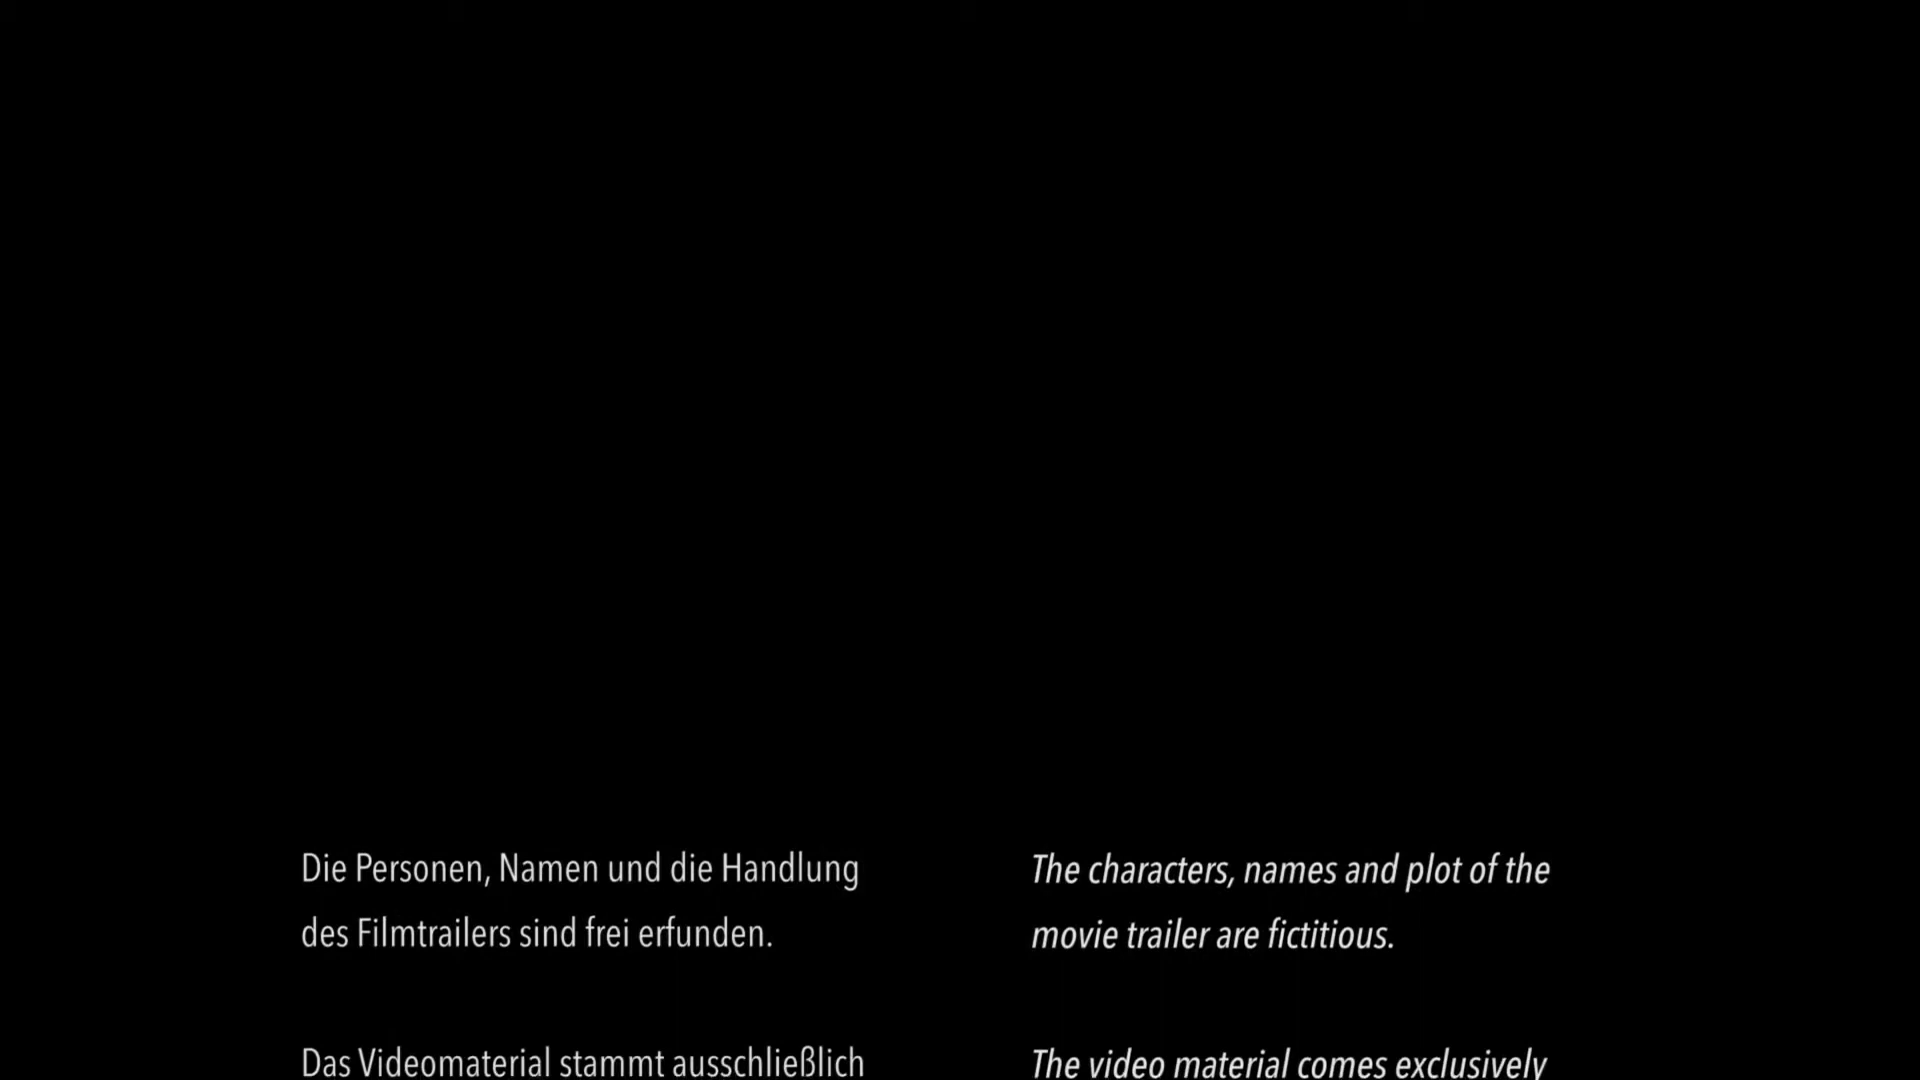 Die Personen, Namen und die Handlung
des Filmtrailers sind frei erfunden.
Das Videomaterial stammt ausschließlich
The characters, names and plot of the
movie trailer are fictitious.
The video material comes exclusively